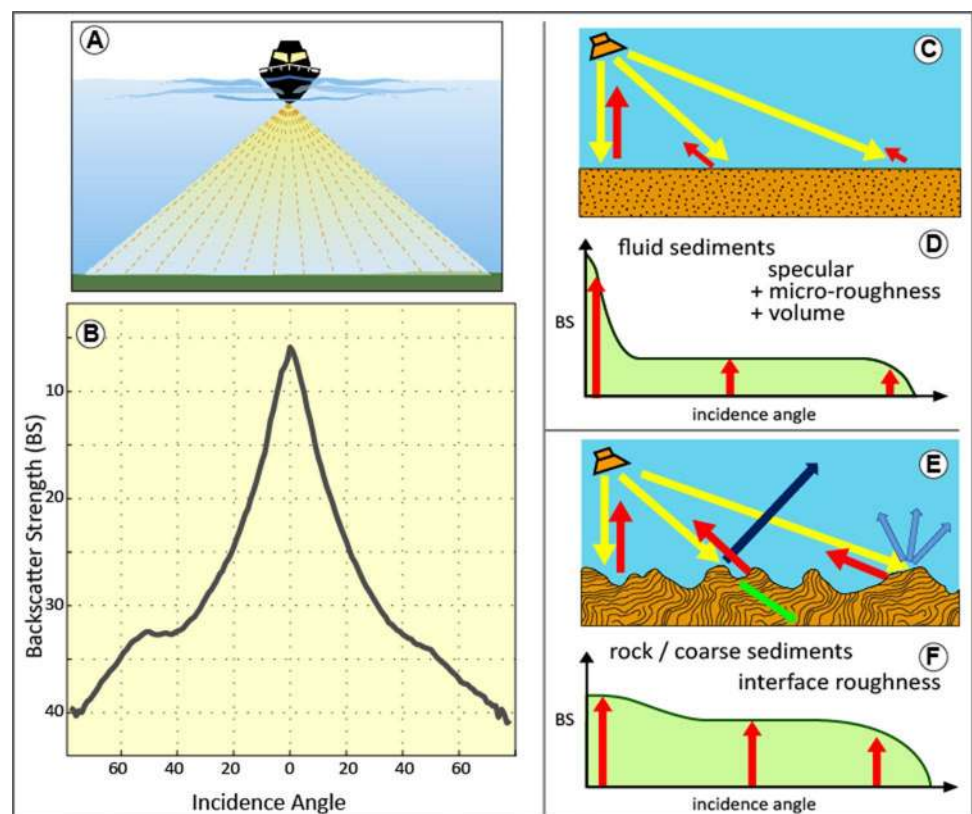 A
B
Backscatter Strength (BS)
10
20
30
40
60 40 20 0 20 40 60
Incidence Angle
C
D
fluid sediments
specular
+ micro-roughness
+ volume
BS
incidence angle
E
F
rock / coarse sediments
interface roughness
BS
incidence angle